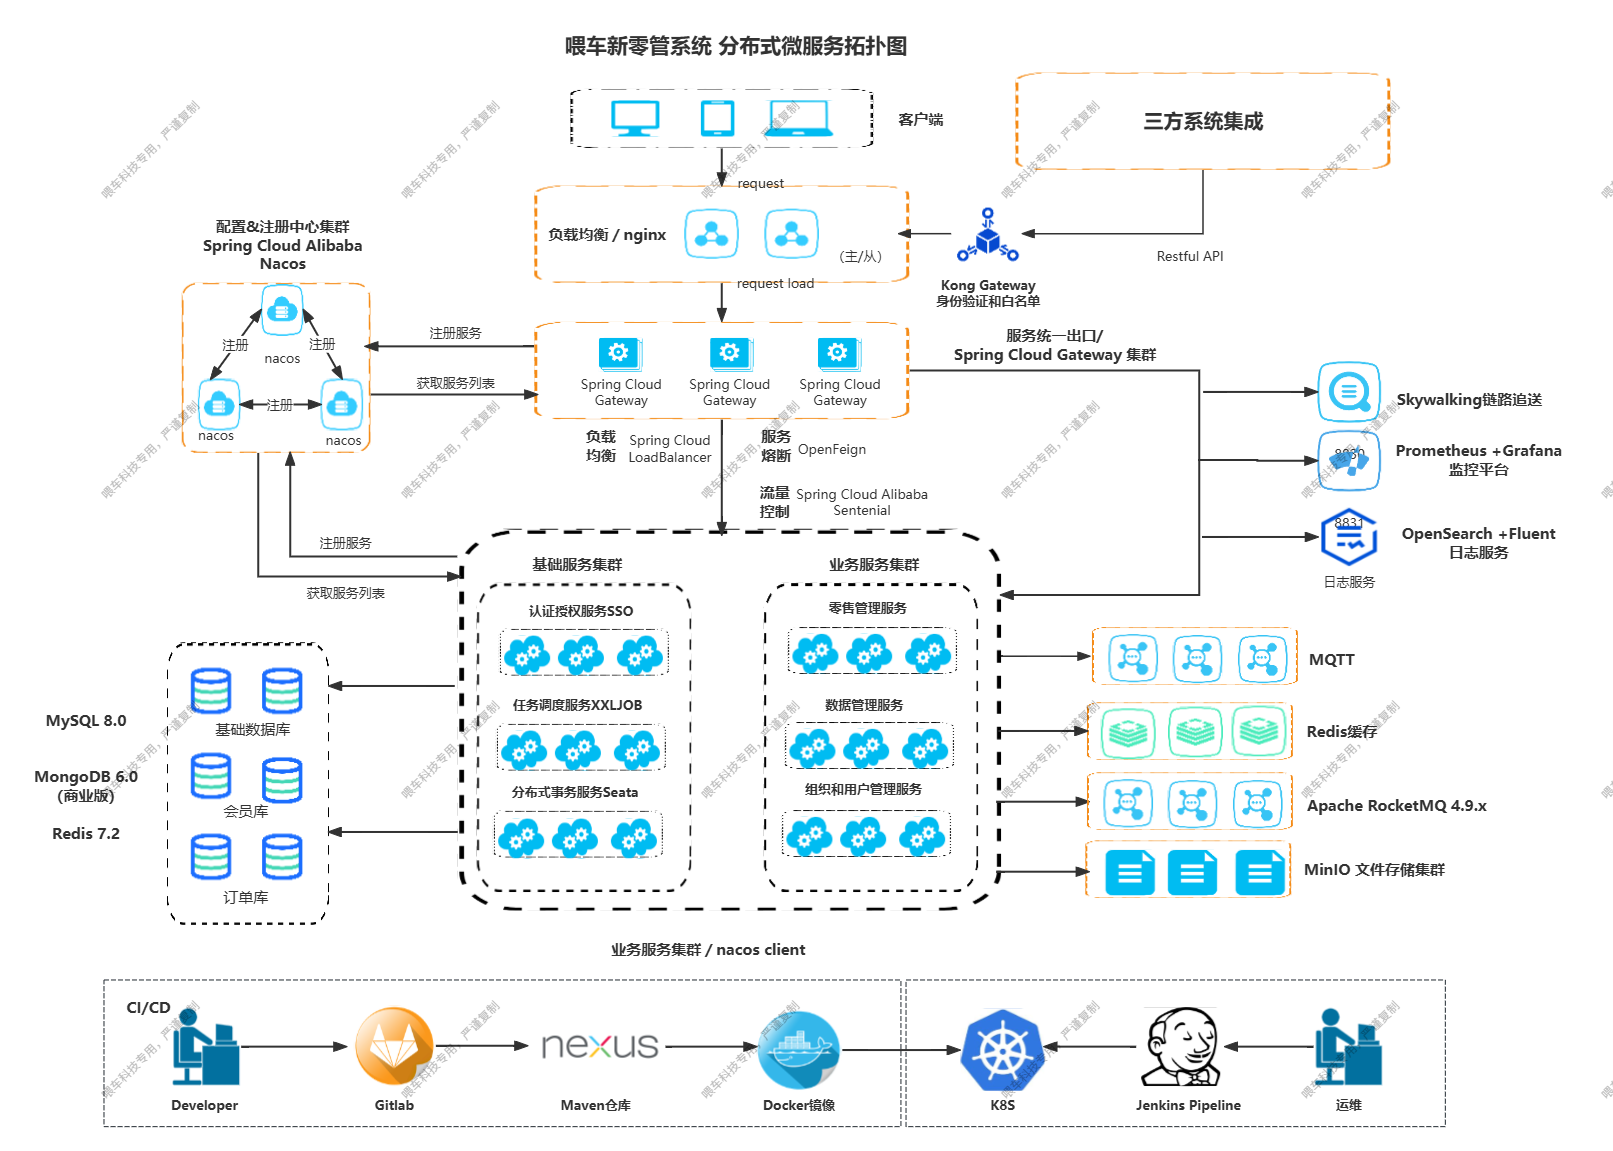 喂车新零管系统 分布式微服务拓扑图
客户端
三方系统集成
request
负载均衡 / nginx
(主/从)
Restful API
Kong Gateway
身份验证和白名单
request load
配置&注册中心集群
Spring Cloud Alibaba
Nacos
注册
注册
nacos
注册
nacos
nacos
注册服务
获取服务列表
Spring Cloud
Gateway
Spring Cloud
Gateway
Spring Cloud
Gateway
服务统一出口/
Spring Cloud Gateway 集群
负载
均衡
Spring Cloud
LoadBalancer
服务
熔断
OpenFeign
流量
控制
Spring Cloud Alibaba
Sentenial
Skywalking链路追送
8030
Prometheus +Grafana
监控平台
8831
OpenSearch +Fluent
日志服务
日志服务
注册服务
获取服务列表
基础服务集群
认证授权服务SSO
任务调度服务XXLJOB
分布式事务服务Seata
业务服务集群
零售管理服务
数据管理服务
组织和用户管理服务
MySQL 8.0
MongoDB 6.0
(商业版)
Redis 7.2
基础数据库
会员库
订单库
MQTT
Redis缓存
Apache RocketMQ 4.9.x
MinIO 文件存储集群
业务服务集群 / nacos client
CI/CD
Developer
Gitlab
nexus
Maven仓库
Docker镜像
K8S
Jenkins Pipeline
运维
喂车科技专用，严谨复制